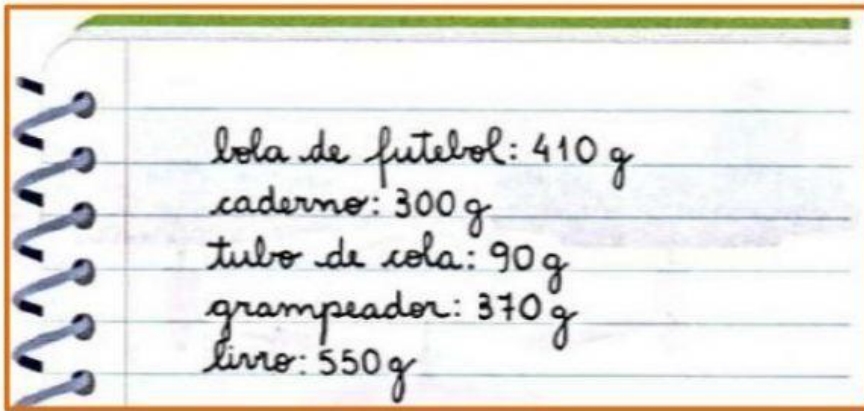 bola de futebol: 410 g
caderno: 300 g
tubo de cola: 90 g
grampeador: 370 g
livro: 550 g